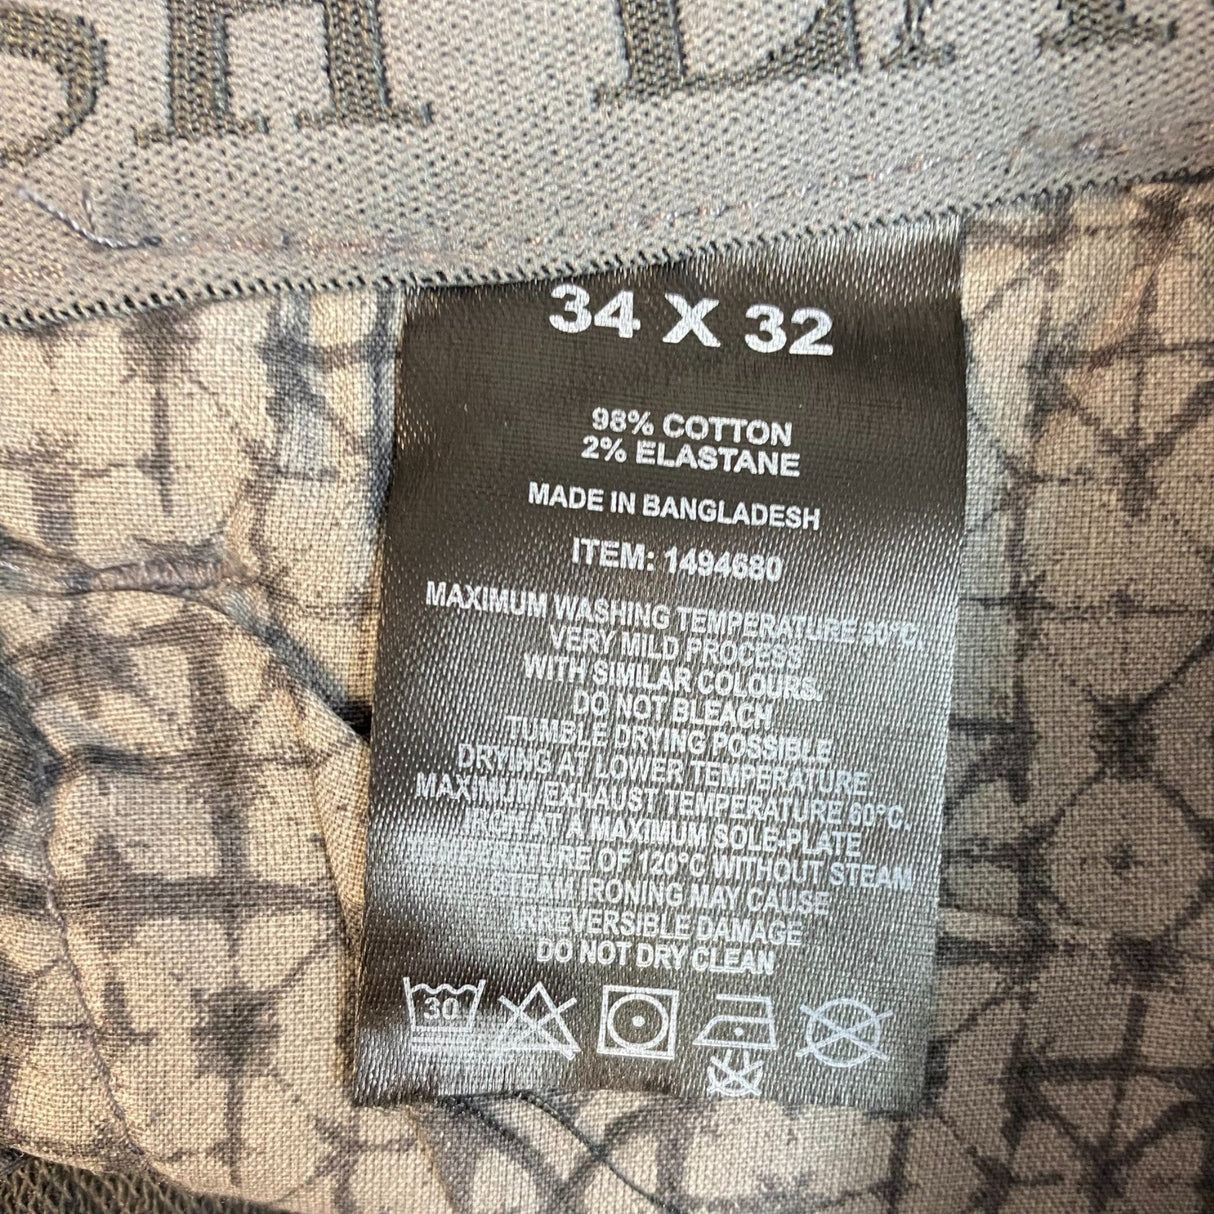 34 X 32
98% COTTON
2% ELASTANE
MADE IN BANGLADESH
ITEM: 1494680
MAXIMUM WASHING TEMPERATURE 30°C,
VERY MILD PROCESS
WITH SIMILAR COLOURS.
DO NOT BLEACH
TUMBLE DRYING POSSIBLE
DRYING AT LOWER TEMPERATURE
MAXIMUM EXHAUST TEMPERATURE 60°C.
IRON AT A MAXIMUM SOLE-PLATE
TEMPERATURE OF 120°C WITHOUT STEAM
STEAM IRONING MAY CAUSE
IRREVERSIBLE DAMAGE
DO NOT DRY CLEAN
30